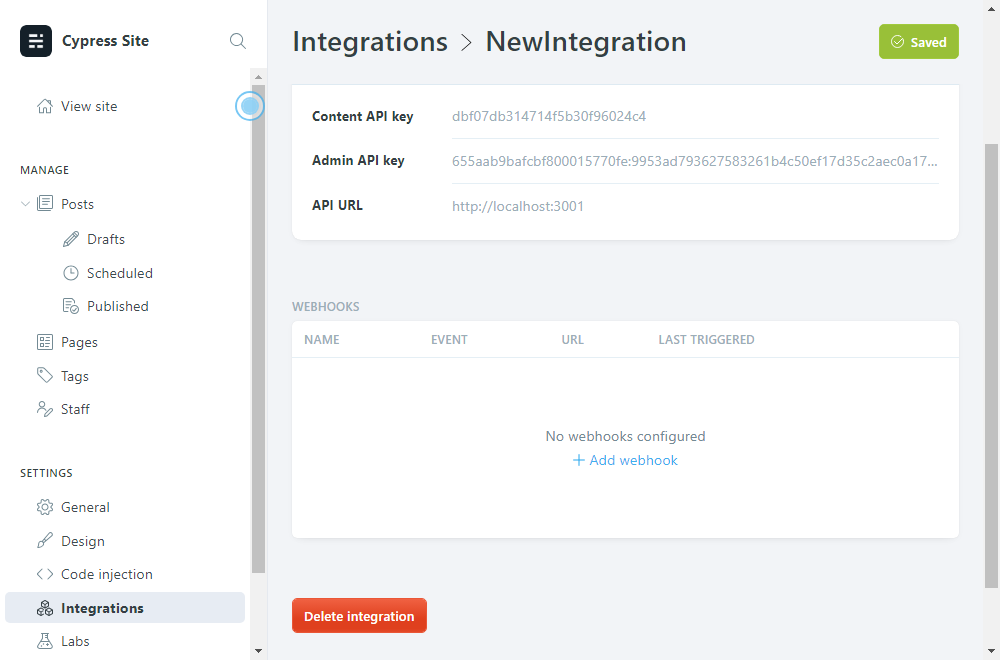 Cypress Site
View site
MANAGE
Posts
Drafts
Scheduled
Published
Pages
Tags
Staff
SETTINGS
General
Design
Code injection
Integrations
Labs
Integrations > NewIntegration
Saved
Content API key dbf07db314714f5b30f96024c4
Admin API key 655aab9bafcbf800015770fe:9953ad793627583261b4c50ef17d35c2aec0a17...
API URL http://localhost:3001
WEBHOOKS
NAME EVENT URL LAST TRIGGERED
No webhooks configured
+ Add webhook
Delete integration